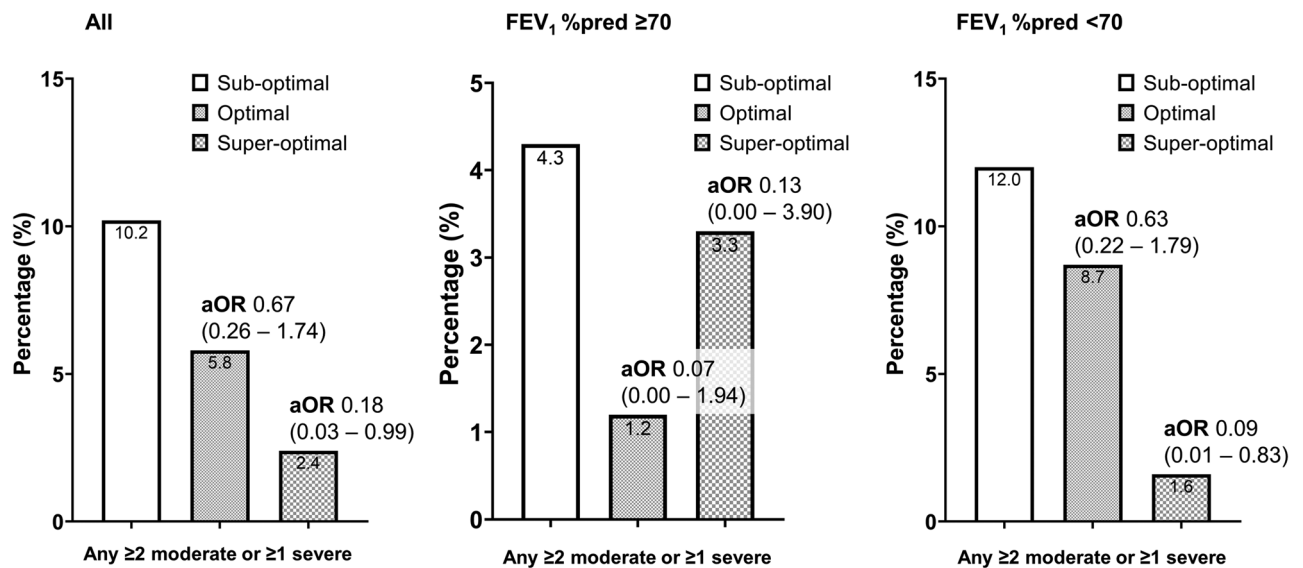 All
Percentage (%)
15
10
5
0
Sub-optimal
Optimal
Super-optimal
10.2
aOR 0.67
(0.26 – 1.74)
5.8
aOR 0.18
(0.03 – 0.99)
2.4
Any ≥2 moderate or ≥1 severe
FEV₁ %pred ≥70
Percentage (%)
5
4
3
2
1
0
Sub-optimal
Optimal
Super-optimal
4.3
aOR 0.13
(0.00 – 3.90)
3.3
aOR 0.07
(0.00 – 1.94)
1.2
Any ≥2 moderate or ≥1 severe
FEV₁ %pred <70
Percentage (%)
15
10
5
0
Sub-optimal
Optimal
Super-optimal
12.0
aOR 0.63
(0.22 – 1.79)
8.7
aOR 0.09
(0.01 – 0.83)
1.6
Any ≥2 moderate or ≥1 severe